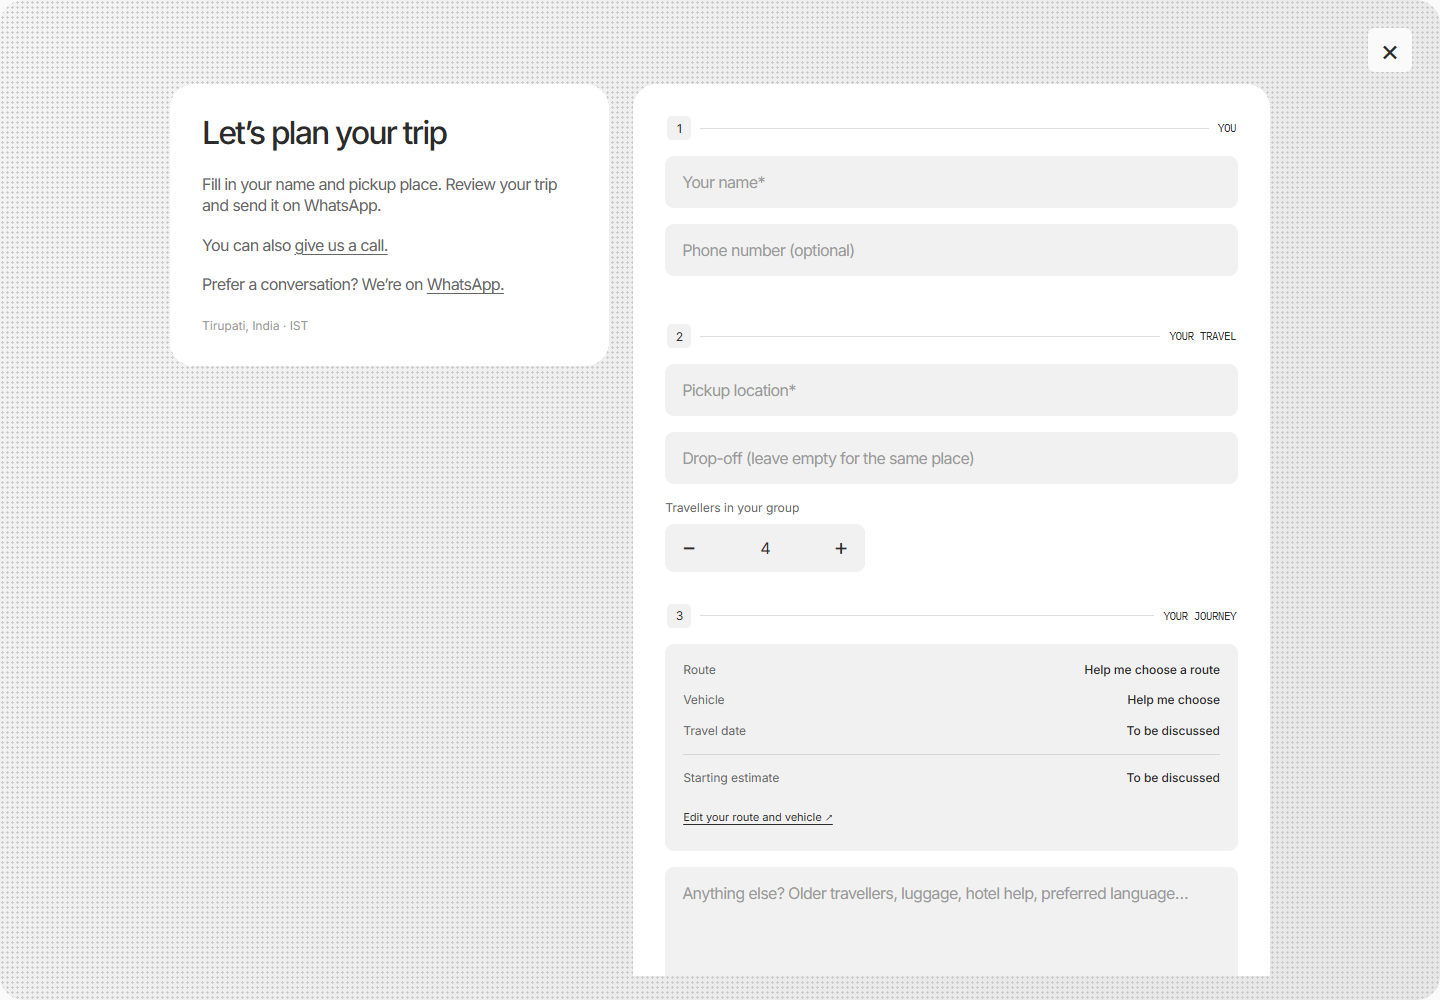 Let’s plan your trip
Fill in your name and pickup place. Review your trip
and send it on WhatsApp.
You can also give us a call.
Prefer a conversation? We’re on WhatsApp.
Tirupati, India · IST
1 YOU
Your name*
Phone number (optional)
2 YOUR TRAVEL
Pickup location*
Drop-off (leave empty for the same place)
Travellers in your group
− 4 +
3 YOUR JOURNEY
Route Help me choose a route
Vehicle Help me choose
Travel date To be discussed
Starting estimate To be discussed
Edit your route and vehicle ↗
Anything else? Older travellers, luggage, hotel help, preferred language...